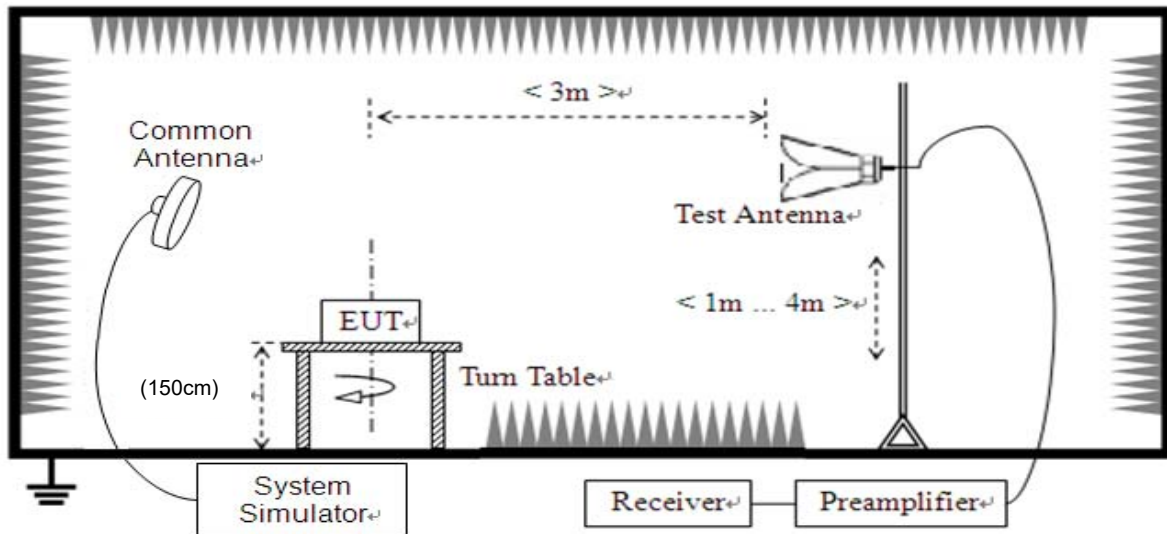 < 3m >↵
Common
Antenna↵
Test Antenna↵
< 1m ... 4m >↵
EUT↵
Turn Table↵
(150cm)
System
Simulator↵
Receiver↵
Preamplifier↵